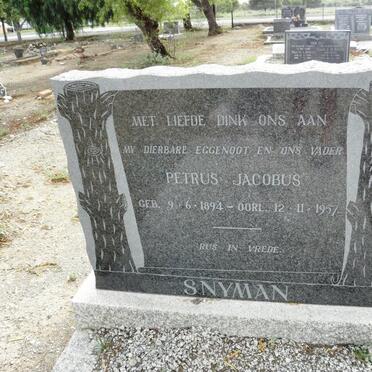 MET LIEFDE DINK ONS AAN
MY DIERBARE EGGENOOT EN ONS VADER
PETRUS JACOBUS
GEB. 9-6-1894 - OORL. 12-11-1957
RUS IN VREDE.
SNYMAN